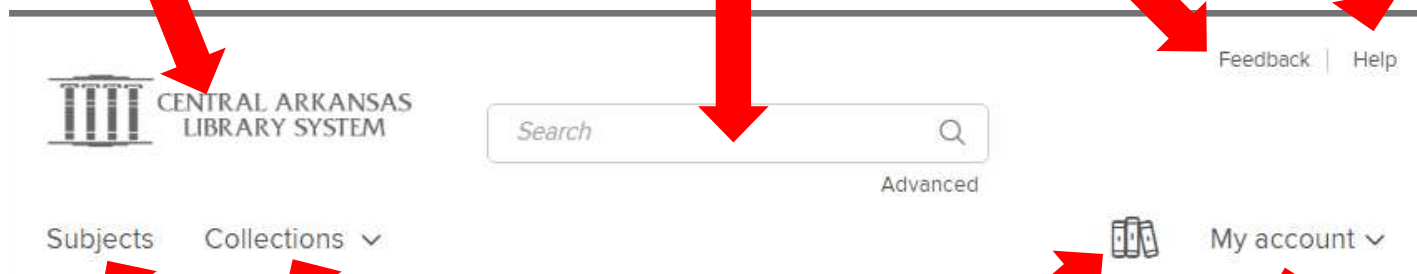 Feedback | Help
CENTRAL ARKANSAS
LIBRARY SYSTEM
Search
Advanced
Subjects Collections My account